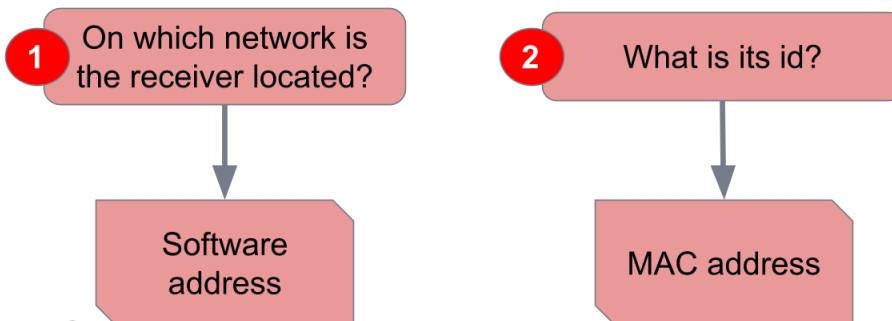 1
On which network is
the receiver located?
2
What is its id?
Software
address
MAC address